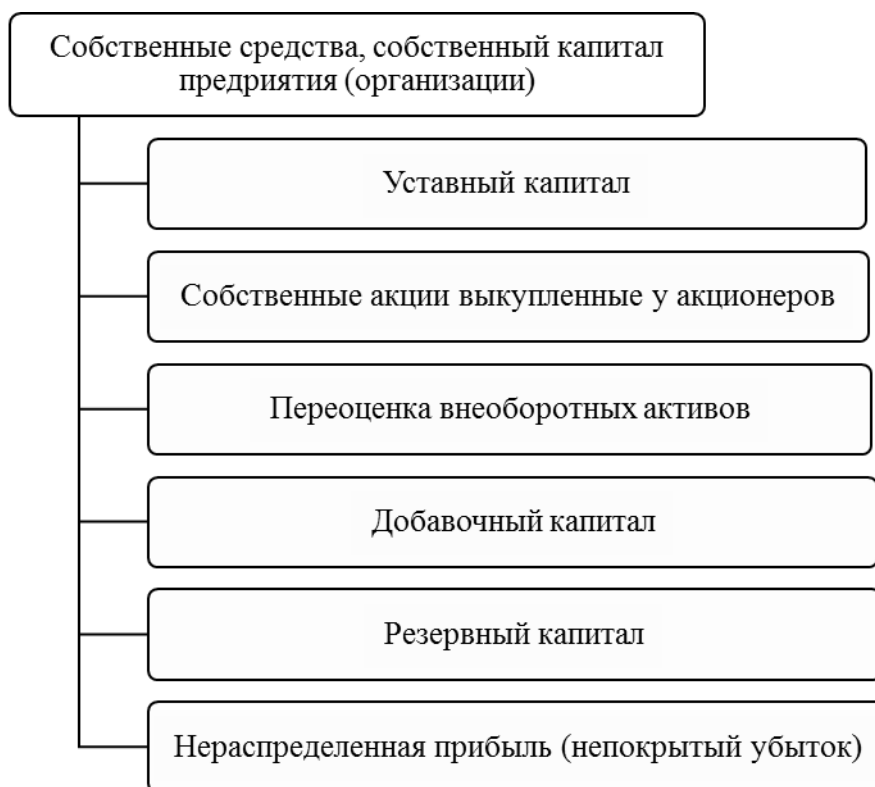 Собственные средства, собственный капитал
предприятия (организации)
Уставный капитал
Собственные акции выкупленные у акционеров
Переоценка внеоборотных активов
Добавочный капитал
Резервный капитал
Нераспределенная прибыль (непокрытый убыток)